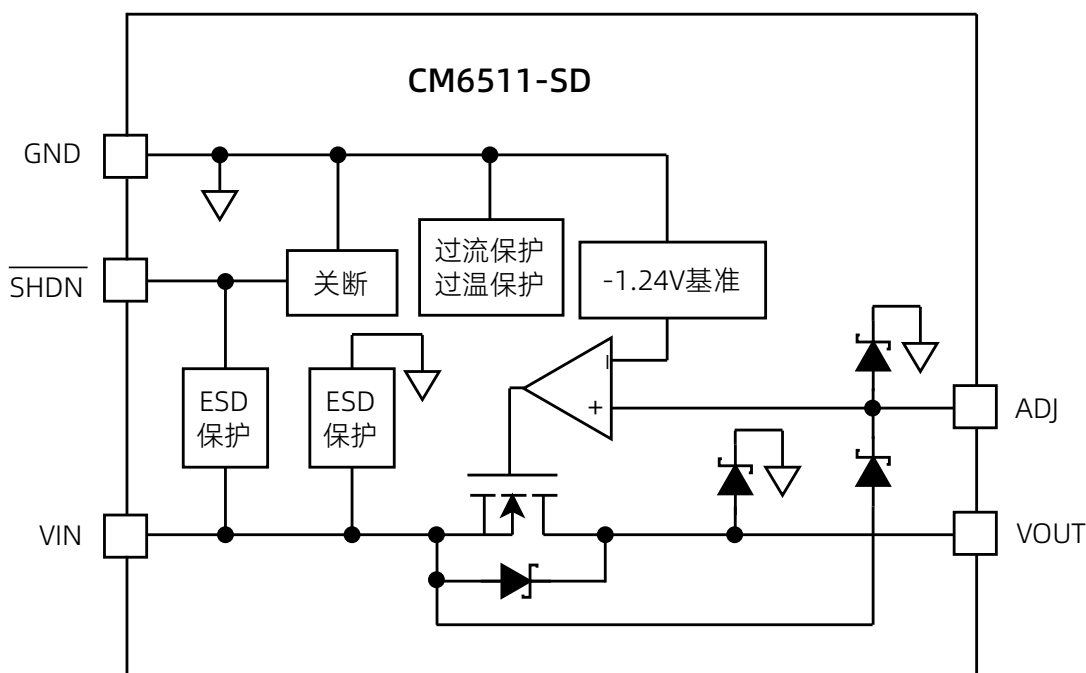 CM6511-SD
GND
SHDN
关断
过流保护
过温保护
-1.24V基准
ESD
保护
ESD
保护
+
ADJ
VIN
VOUT